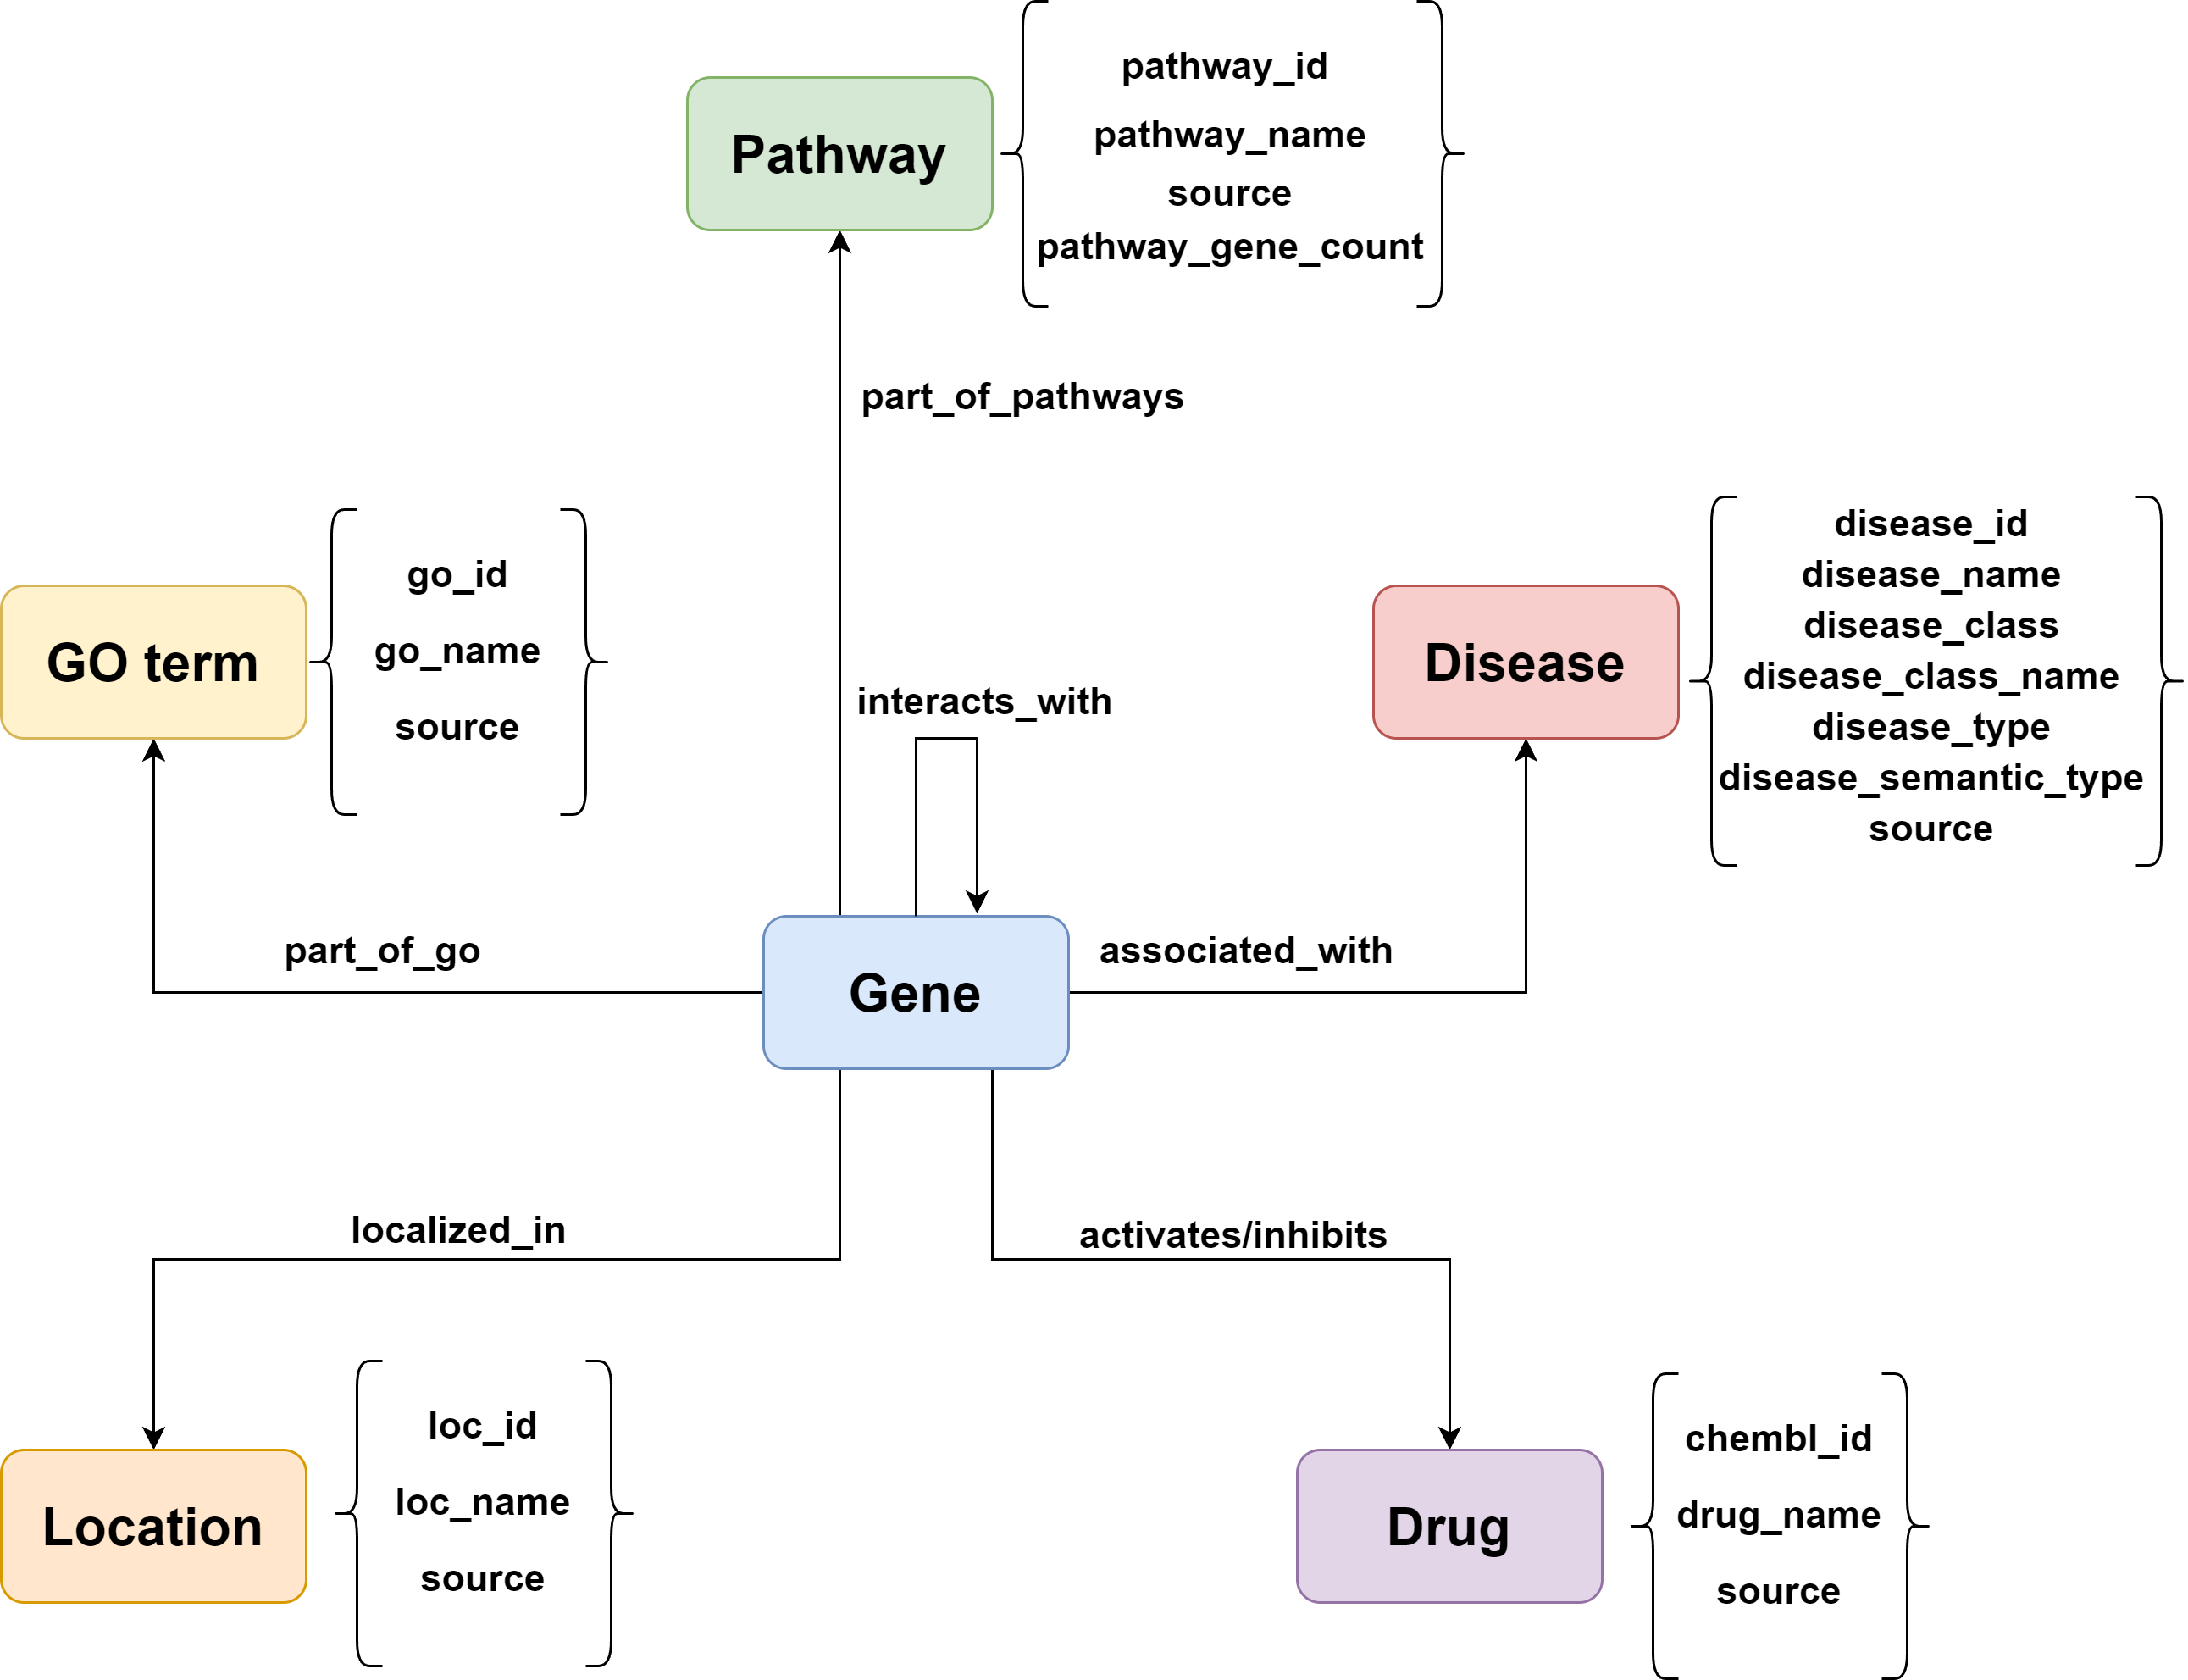 Pathway
pathway_id
pathway_name
source
pathway_gene_count
part_of_pathways
GO term
go_id
go_name
source
interacts_with
Disease
disease_id
disease_name
disease_class
disease_class_name
disease_type
disease_semantic_type
source
part_of_go
Gene
associated_with
localized_in
activates/inhibits
Location
loc_id
loc_name
source
Drug
chembl_id
drug_name
source